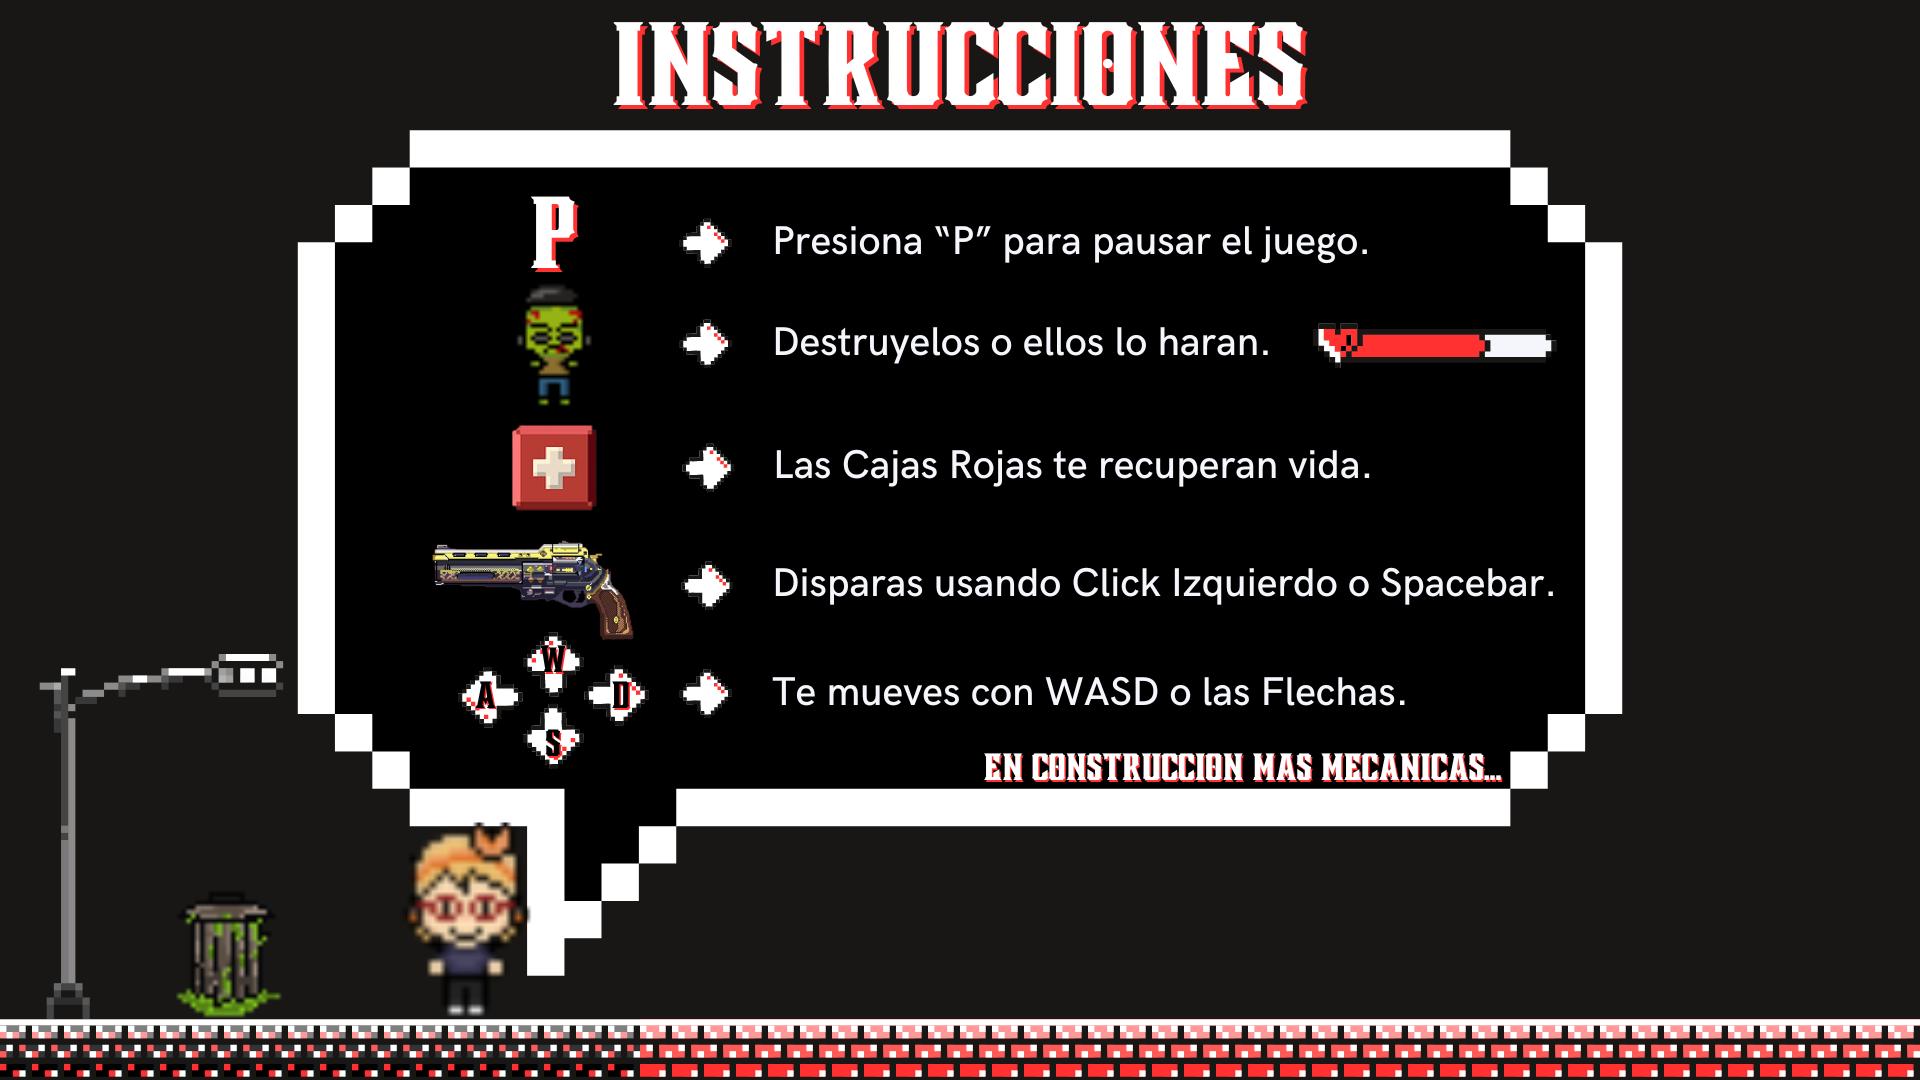 INSTRUCCIONES
P
Presiona “P” para pausar el juego.
Destruyelos o ellos lo haran.
Las Cajas Rojas te recuperan vida.
Disparas usando Click Izquierdo o Spacebar.
W
A
D
S
Te mueves con WASD o las Flechas.
EN CONSTRUCCION MAS MECANICAS...